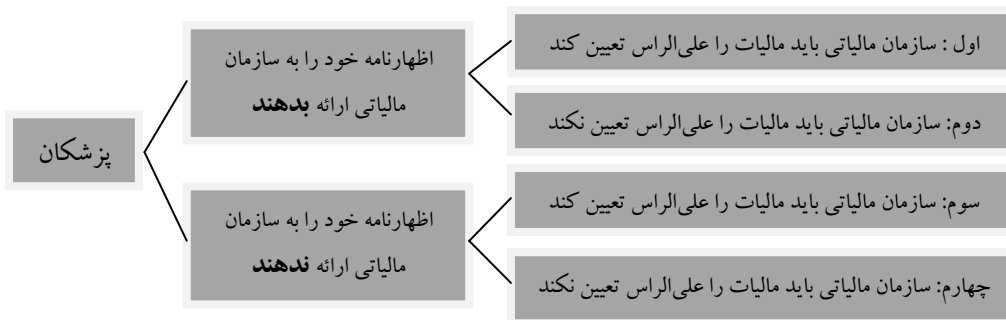 پزشکان
اظهارنامه خود را به سازمان
مالیاتی ارائه بدهند
اول : سازمان مالیاتی باید مالیات را علی‌الراس تعیین کند
دوم: سازمان مالیاتی باید مالیات را علی‌الراس تعیین نکند
اظهارنامه خود را به سازمان
مالیاتی ارائه ندهند
سوم: سازمان مالیاتی باید مالیات را علی‌الراس تعیین کند
چهارم: سازمان مالیاتی باید مالیات را علی‌الراس تعیین نکند